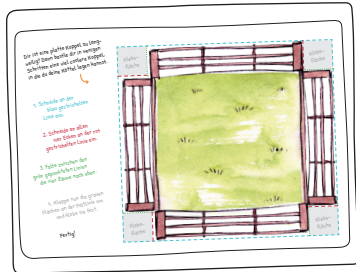 Dir ist eine platte Koppel zu lang-
weilig? Dann bastle dir in wenigen
Schritten eine viel coolere Koppel,
in die du deine Zettel legen kannst.
1. Schneide an der
blau gestrichelten
Linie aus.
2. Schneide an allen
vier Ecken an der rot
gestrichelten Linie ein.
3. Falte zwischen den
grün gepunkteten Linien
die vier Zäune nach oben.
4. Klappe nun die grauen
Flächen an der Faltlinie um
und klebe sie fest.
Fertig!
Klebe-
fläche
Klebe-
fläche
Klebe-
fläche
Klebe-
fläche